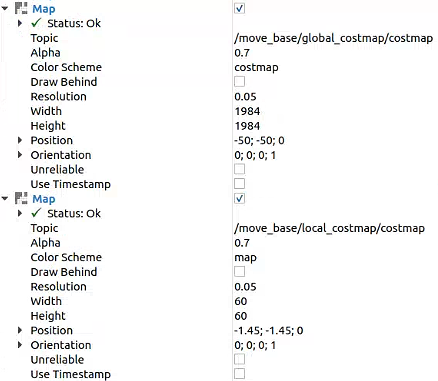 Map
Status: Ok
Topic /move_base/global_costmap/costmap
Alpha 0.7
Color Scheme costmap
Draw Behind
Resolution 0.05
Width 1984
Height 1984
Position -50; -50; 0
Orientation 0; 0; 0; 1
Unreliable
Use Timestamp
Map
Status: Ok
Topic /move_base/local_costmap/costmap
Alpha 0.7
Color Scheme map
Draw Behind
Resolution 0.05
Width 60
Height 60
Position -1.45; -1.45; 0
Orientation 0; 0; 0; 1
Unreliable
Use Timestamp